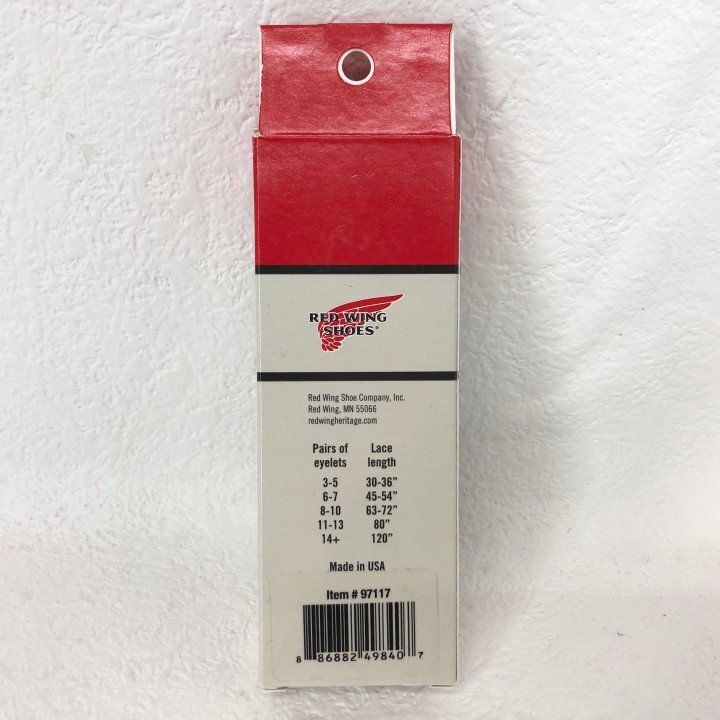 RED WING
SHOES®
Red Wing Shoe Company, Inc.
Red Wing, MN 55066
redwingheritage.com
Pairs of eyelets Lace length
3-5 30-36"
6-7 45-54"
8-10 63-72"
11-13 80"
14+ 120"
Made in USA
Item # 97117
8 86882 49840 7